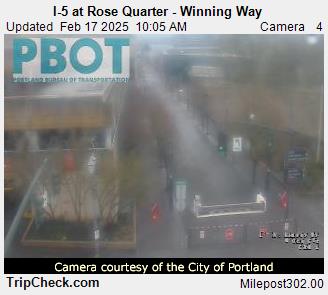 I-5 at Rose Quarter - Winning Way
Updated Feb 17 2025 10:05 AM Camera 4
PBOT
PORTLAND BUREAU OF TRANSPORTATION
Camera courtesy of the City of Portland
TripCheck.com Milepost302.00